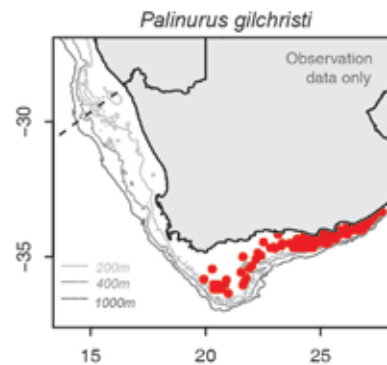 Palinurus gilchristi
Observation
data only
−30
−35
200m
400m
1000m
15 20 25